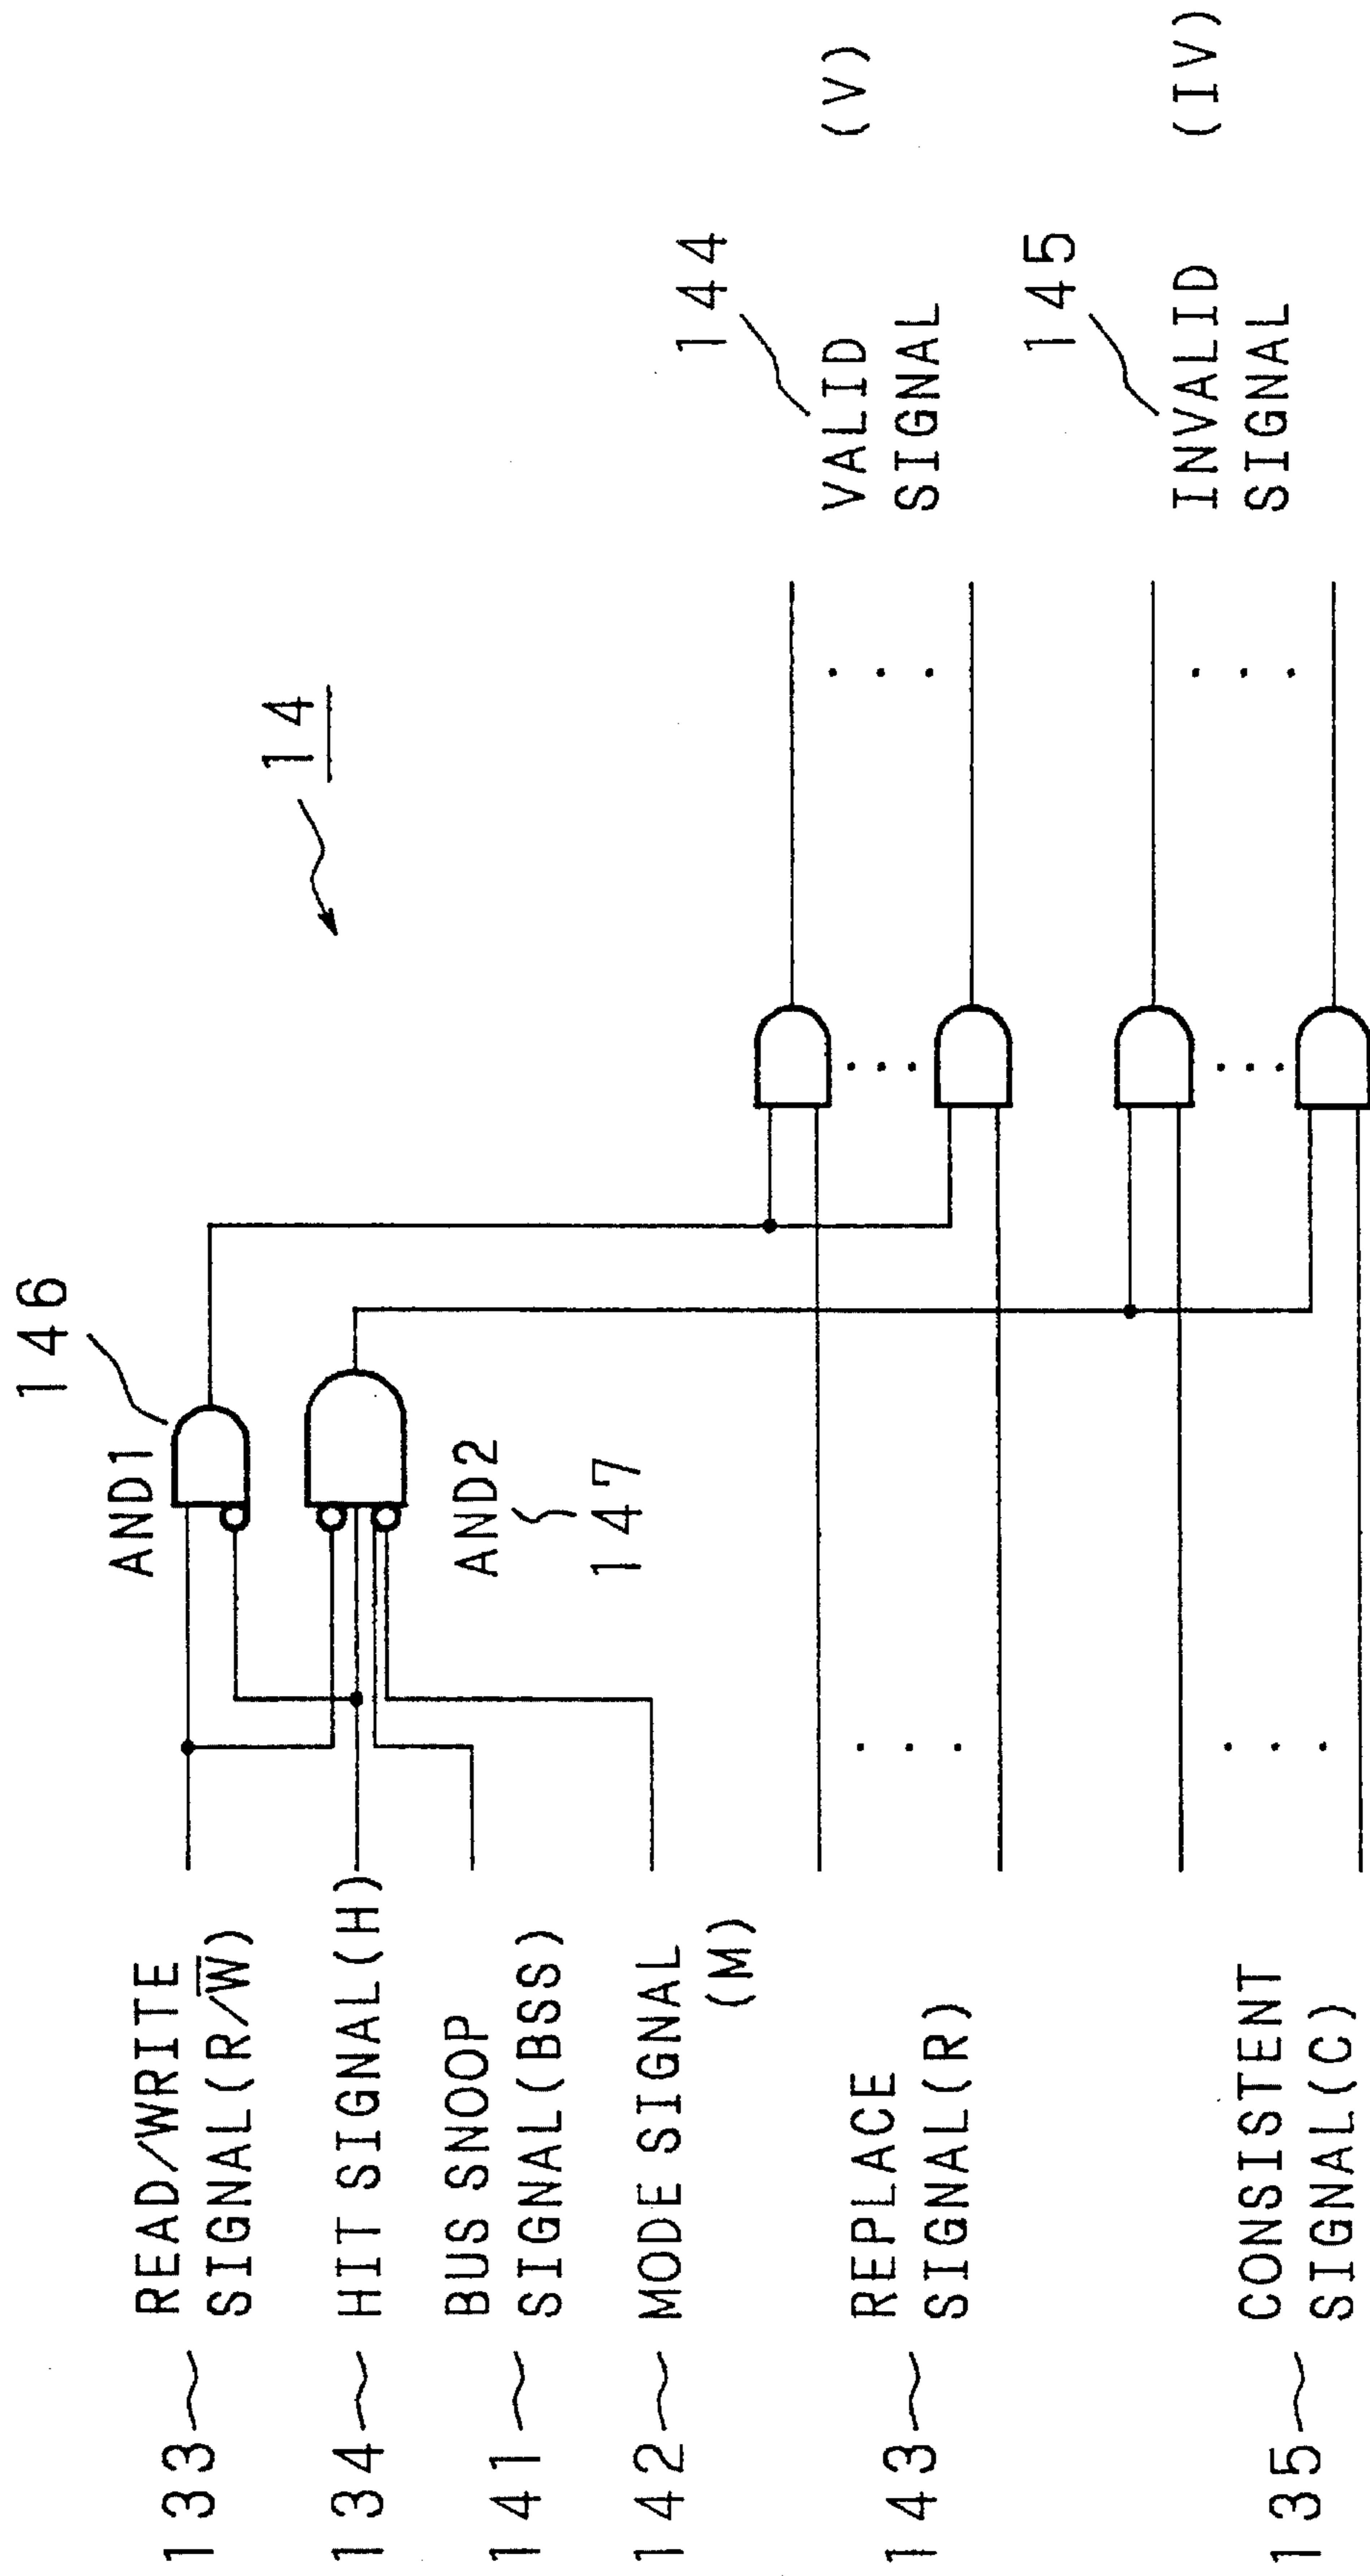 133
READ/WRITE
SIGNAL(R/W̅)
134
HIT SIGNAL(H)
141
BUS SNOOP
SIGNAL(BSS)
142
MODE SIGNAL
(M)
143
REPLACE
SIGNAL(R)
135
CONSISTENT
SIGNAL(C)
AND1
146
AND2
147
14
144
VALID
SIGNAL
(V)
145
INVALID
SIGNAL
(IV)